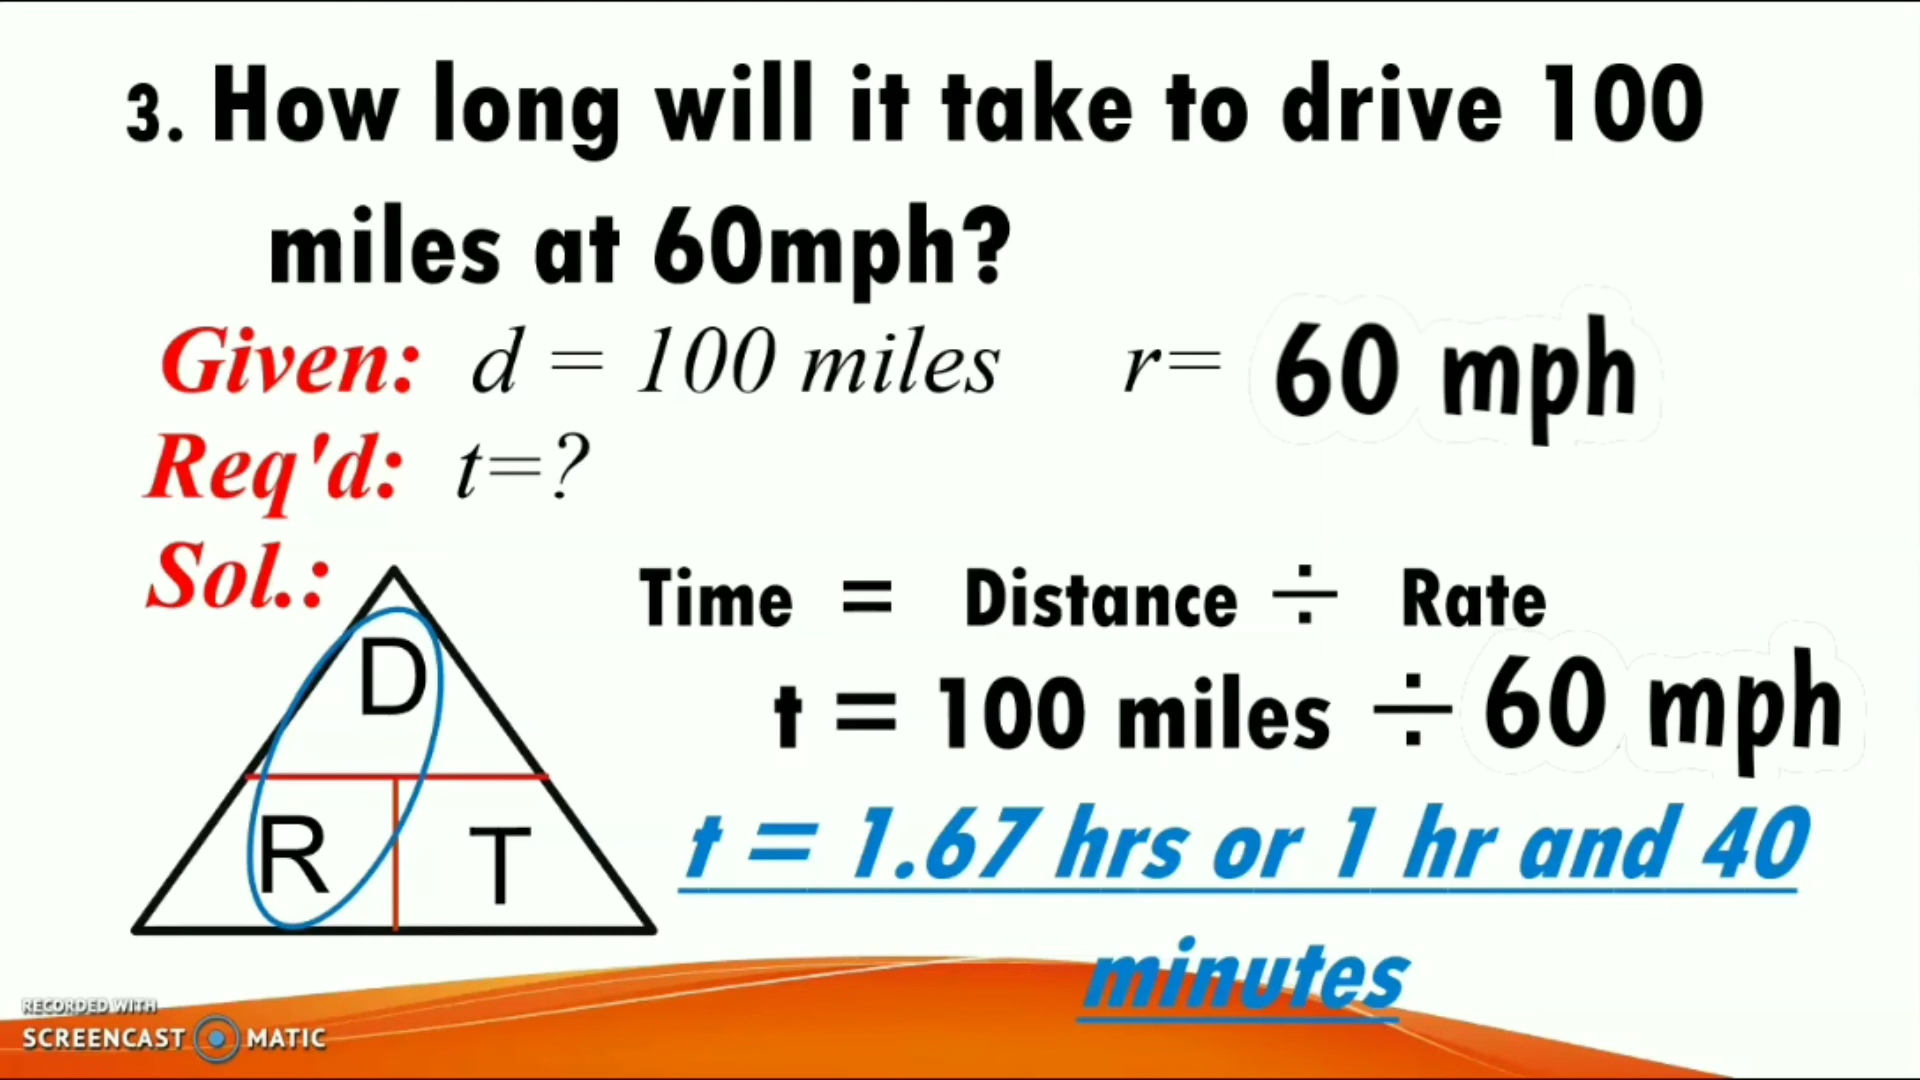 3. How long will it take to drive 100
miles at 60mph?
Given: d = 100 miles r= 60 mph
Req'd: t=?
Sol.:
Time = Distance ÷ Rate
D
t = 100 miles ÷ 60 mph
R T
t = 1.67 hrs or 1 hr and 40
minutes
RECORDED WITH
SCREENCAST MATIC